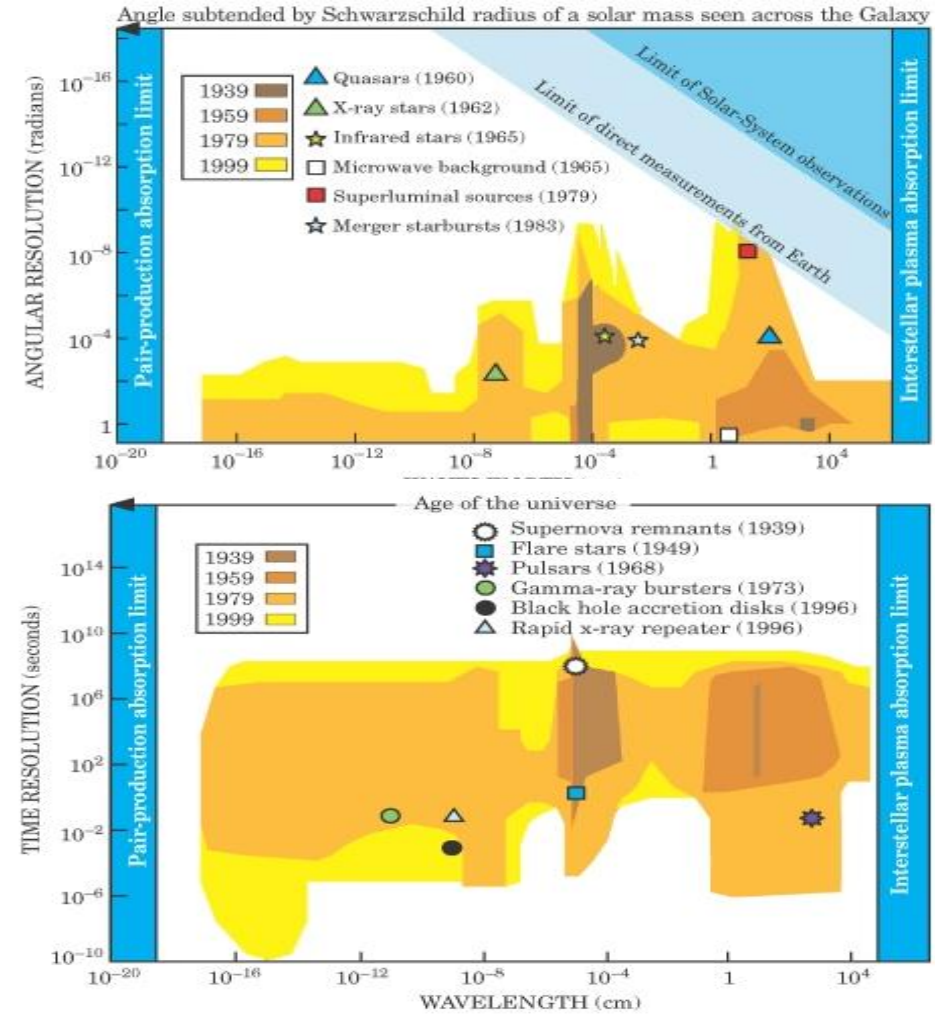 Angle subtended by Schwarzschild radius of a solar mass seen across the Galaxy
ANGULAR RESOLUTION (radians)
10^−16
10^−12
10^−8
10^−4
1
Pair-production absorption limit
1939
1959
1979
1999
Quasars (1960)
X-ray stars (1962)
Infrared stars (1965)
Microwave background (1965)
Superluminal sources (1979)
Merger starbursts (1983)
Limit of Solar-System observations
Limit of direct measurements from Earth
Interstellar plasma absorption limit
10^−20
10^−16
10^−12
10^−8
10^−4
1
10^4
Age of the universe
TIME RESOLUTION (seconds)
10^14
10^10
10^6
10^2
10^−2
10^−6
10^−10
Pair-production absorption limit
1939
1959
1979
1999
Supernova remnants (1939)
Flare stars (1949)
Pulsars (1968)
Gamma-ray bursters (1973)
Black hole accretion disks (1996)
Rapid x-ray repeater (1996)
Interstellar plasma absorption limit
10^−20
10^−16
10^−12
10^−8
10^−4
1
10^4
WAVELENGTH (cm)